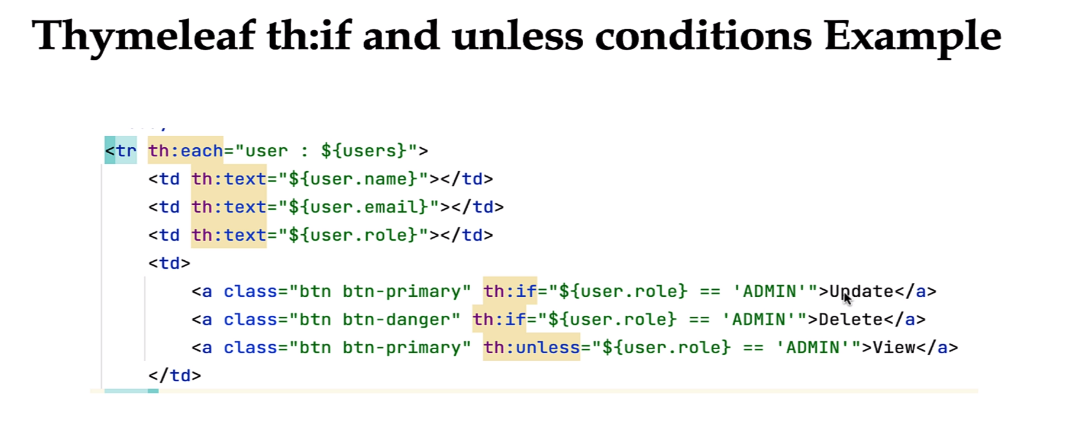 Thymeleaf th:if and unless conditions Example
<tr th:each="user : ${users}">
<td th:text="${user.name}"></td>
<td th:text="${user.email}"></td>
<td th:text="${user.role}"></td>
<td>
<a class="btn btn-primary" th:if="${user.role} == 'ADMIN'">Update</a>
<a class="btn btn-danger" th:if="${user.role} == 'ADMIN'">Delete</a>
<a class="btn btn-primary" th:unless="${user.role} == 'ADMIN'">View</a>
</td>